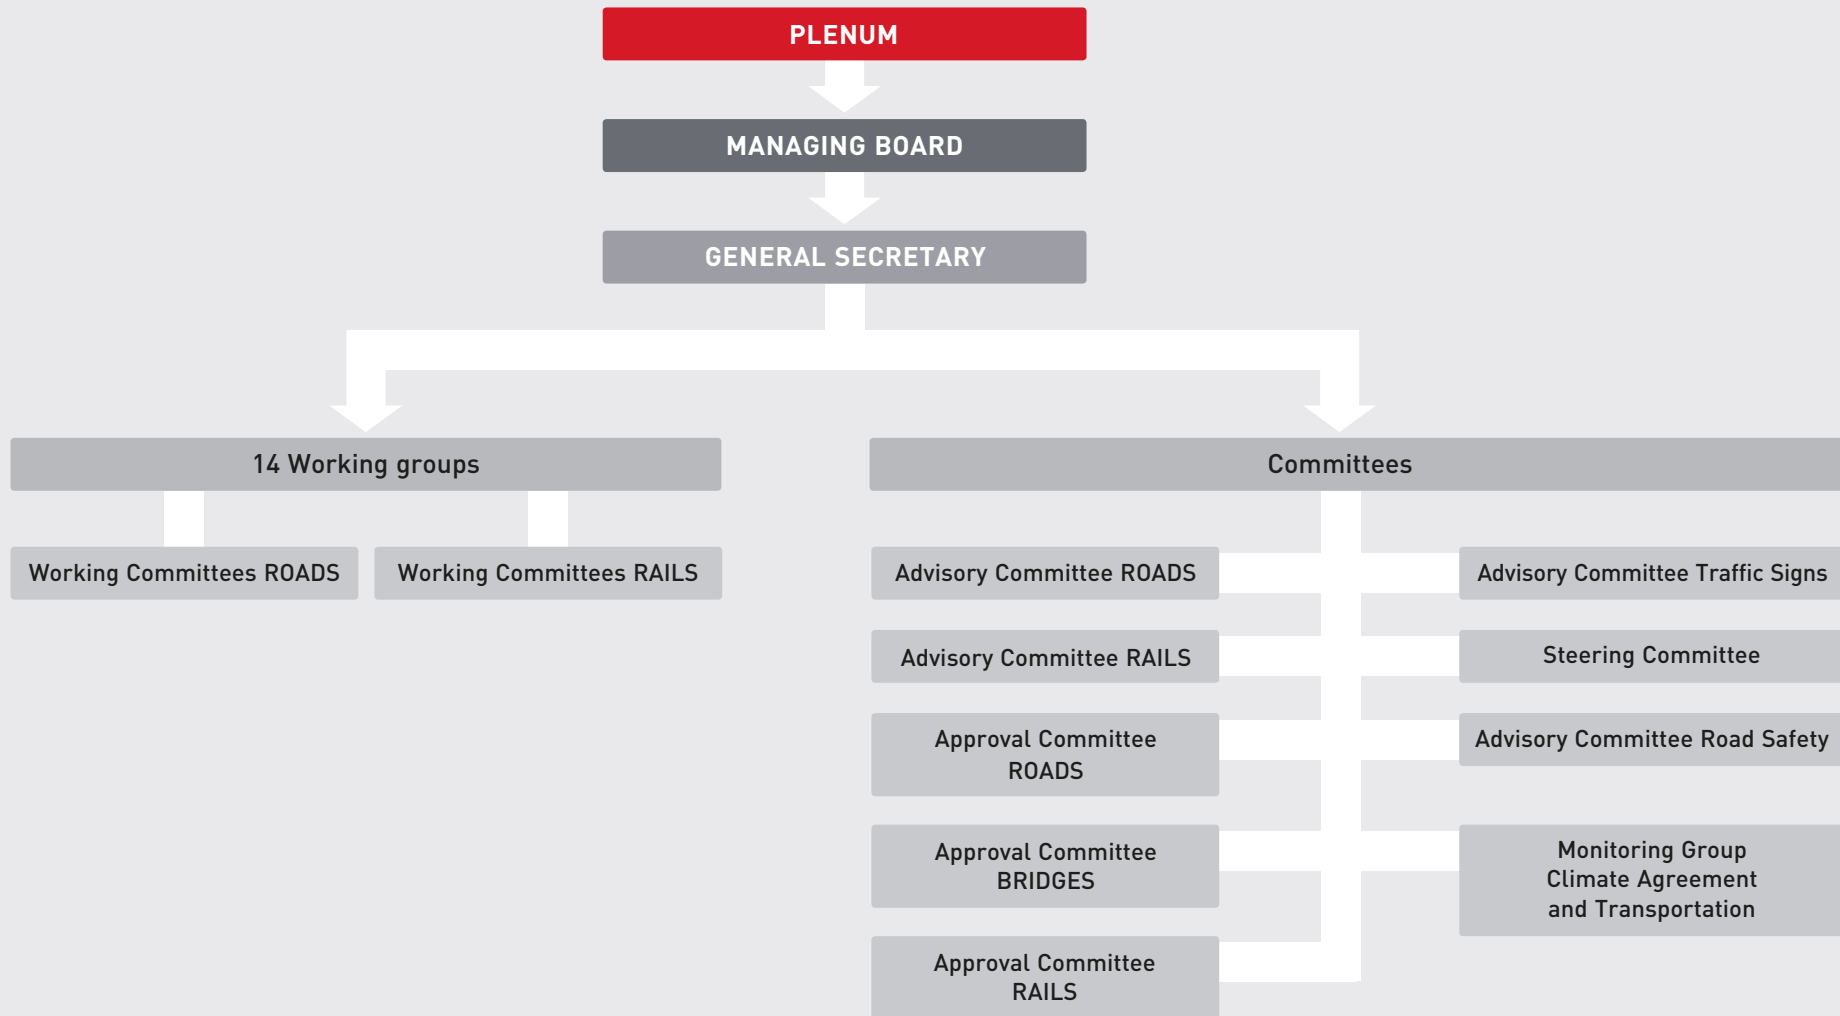 PLENUM
MANAGING BOARD
GENERAL SECRETARY
14 Working groups
Committees
Working Committees ROADS
Working Committees RAILS
Advisory Committee ROADS
Advisory Committee Traffic Signs
Advisory Committee RAILS
Steering Committee
Approval Committee
ROADS
Advisory Committee Road Safety
Approval Committee
BRIDGES
Monitoring Group
Climate Agreement
and Transportation
Approval Committee
RAILS